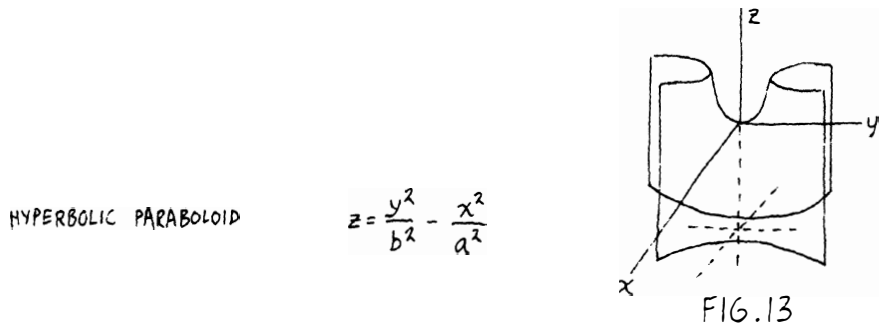 z
y
HYPERBOLIC PARABOLOID
z = y²/b² - x²/a²
x
FIG.13